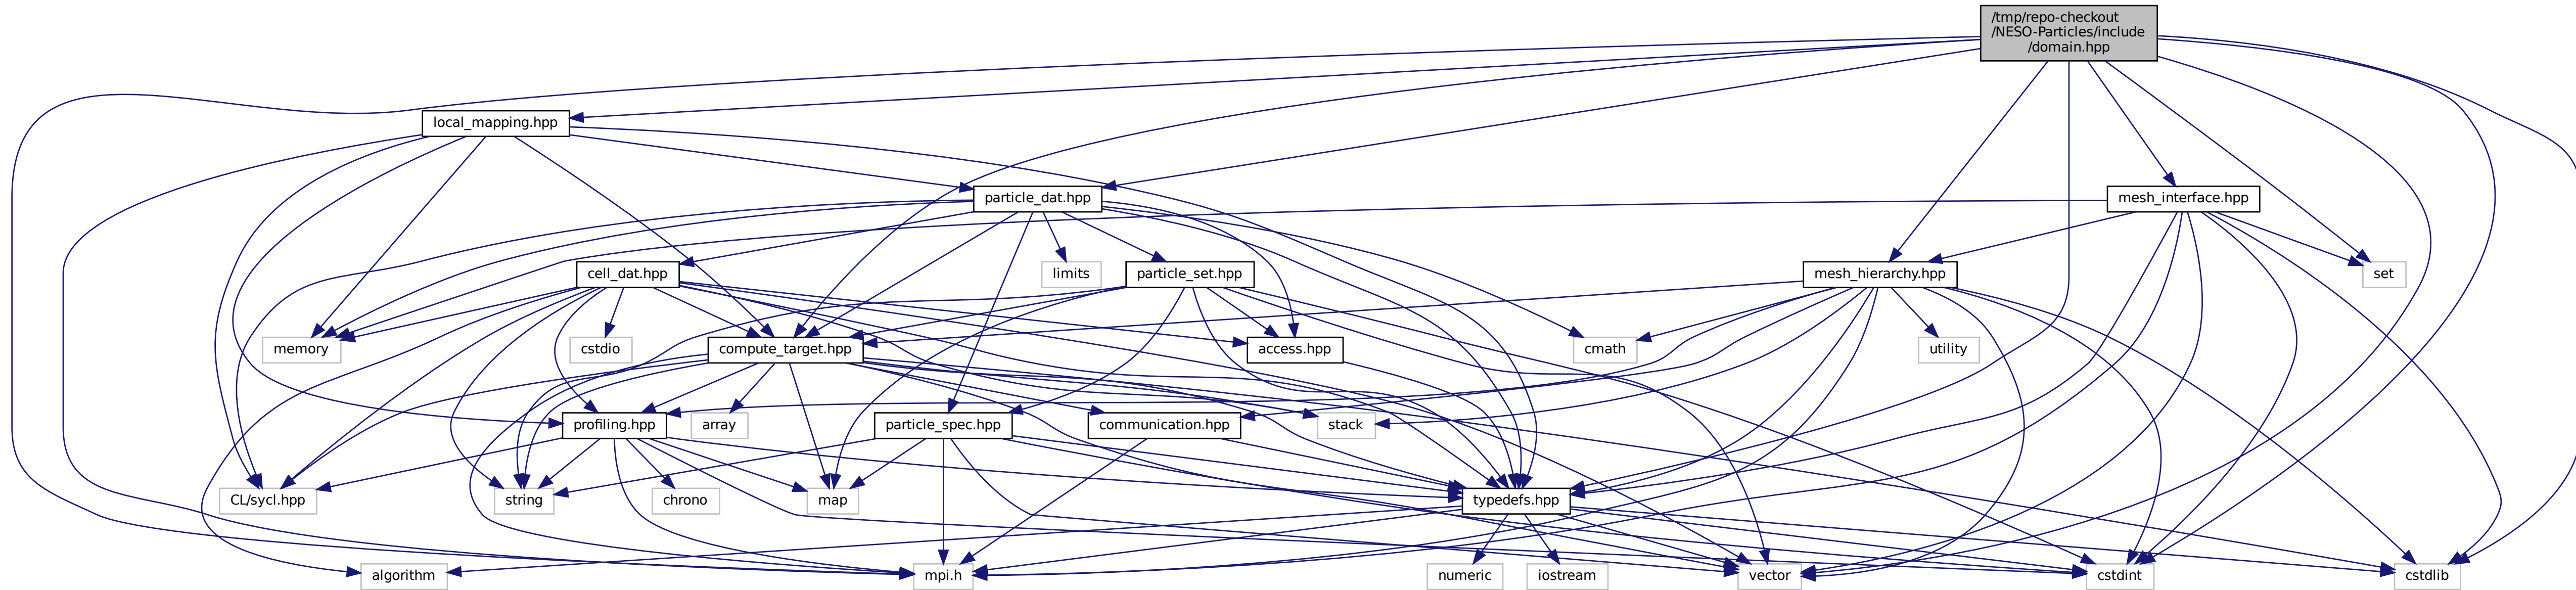 /tmp/repo-checkout
/NESO-Particles/include
/domain.hpp
local_mapping.hpp
particle_dat.hpp
mesh_interface.hpp
cell_dat.hpp
limits
particle_set.hpp
mesh_hierarchy.hpp
set
memory
cstdio
compute_target.hpp
access.hpp
cmath
utility
profiling.hpp
array
particle_spec.hpp
communication.hpp
stack
CL/sycl.hpp
string
chrono
map
typedefs.hpp
algorithm
mpi.h
numeric
iostream
vector
cstdint
cstdlib